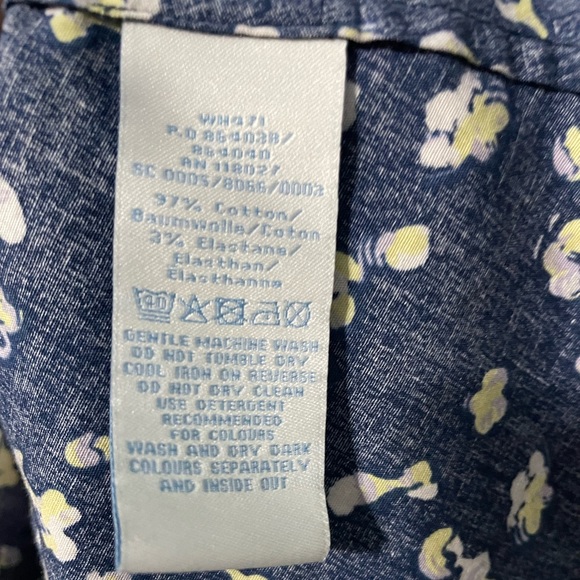 WH471
P.O 864038/
864040
RN 118027
SC 0005/8086/0002
97% Cotton/
Baumwolle/Coton
3% Elastane/
Elasthan/
Elasthanne
40
GENTLE MACHINE WASH
DO NOT TUMBLE DRY
COOL IRON ON REVERSE
DO NOT DRY CLEAN
USE DETERGENT
RECOMMENDED
FOR COLOURS
WASH AND DRY DARK
COLOURS SEPARATELY
AND INSIDE OUT